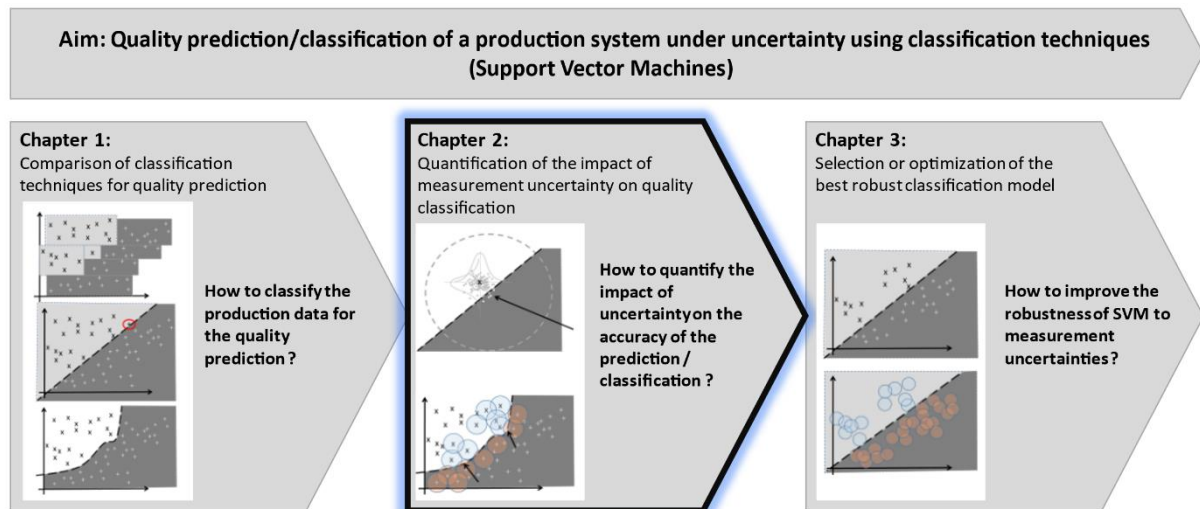 Aim: Quality prediction/classification of a production system under uncertainty using classification techniques
(Support Vector Machines)
Chapter 1:
Comparison of classification
techniques for quality prediction
How to classify the
production data for
the quality
prediction ?
Chapter 2:
Quantification of the impact of
measurement uncertainty on quality
classification
How to quantify the
impact of
uncertainty on the
accuracy of the
prediction /
classification ?
Chapter 3:
Selection or optimization of the
best robust classification model
How to improve the
robustness of SVM to
measurement
uncertainties ?